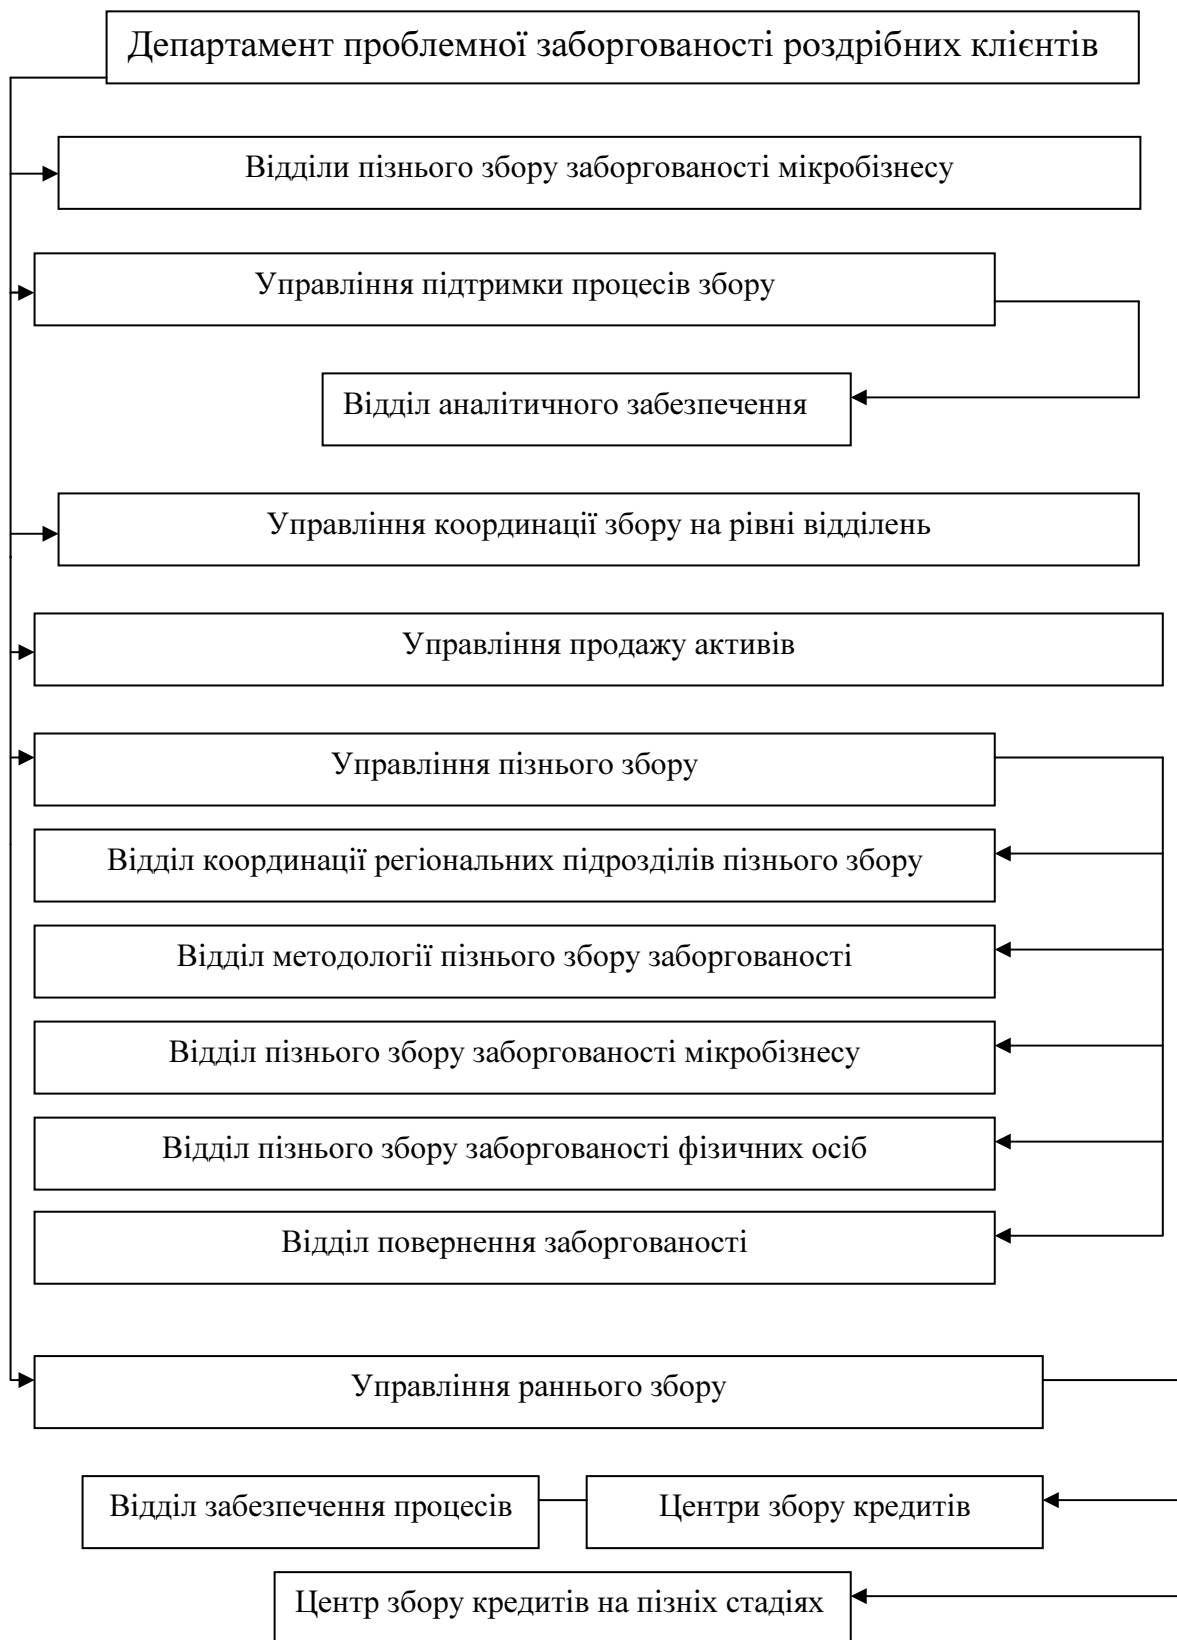 Департамент проблемної заборгованості роздрібних клієнтів
Відділи пізнього збору заборгованості мікробізнесу
Управління підтримки процесів збору
Відділ аналітичного забезпечення
Управління координації збору на рівні відділень
Управління продажу активів
Управління пізнього збору
Відділ координації регіональних підрозділів пізнього збору
Відділ методології пізнього збору заборгованості
Відділ пізнього збору заборгованості мікробізнесу
Відділ пізнього збору заборгованості фізичних осіб
Відділ повернення заборгованості
Управління раннього збору
Відділ забезпечення процесів
Центри збору кредитів
Центр збору кредитів на пізніх стадіях